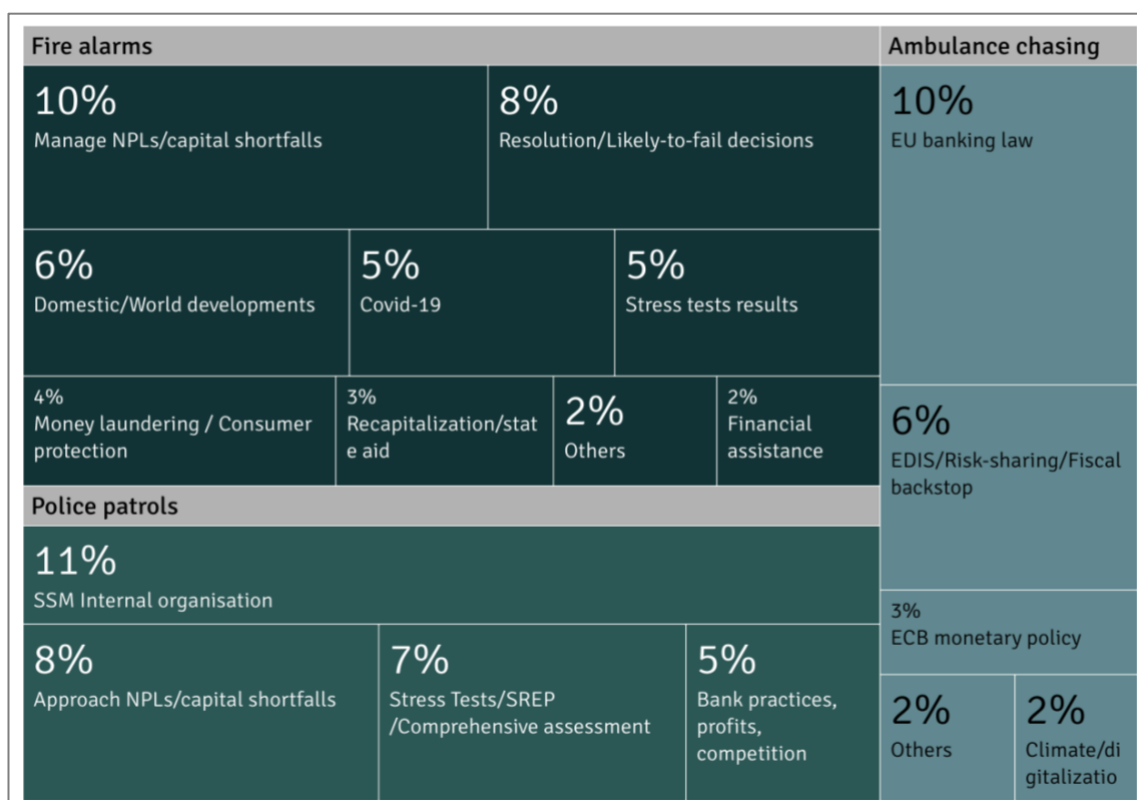 Fire alarms
10%
Manage NPLs/capital shortfalls
8%
Resolution/Likely-to-fail decisions
6%
Domestic/World developments
5%
Covid-19
5%
Stress tests results
4%
Money laundering / Consumer
protection
3%
Recapitalization/stat
e aid
2%
Others
2%
Financial
assistance
Police patrols
11%
SSM Internal organisation
8%
Approach NPLs/capital shortfalls
7%
Stress Tests/SREP
/Comprehensive assessment
5%
Bank practices,
profits,
competition
Ambulance chasing
10%
EU banking law
6%
EDIS/Risk-sharing/Fiscal
backstop
3%
ECB monetary policy
2%
Others
2%
Climate/di
gitalizatio